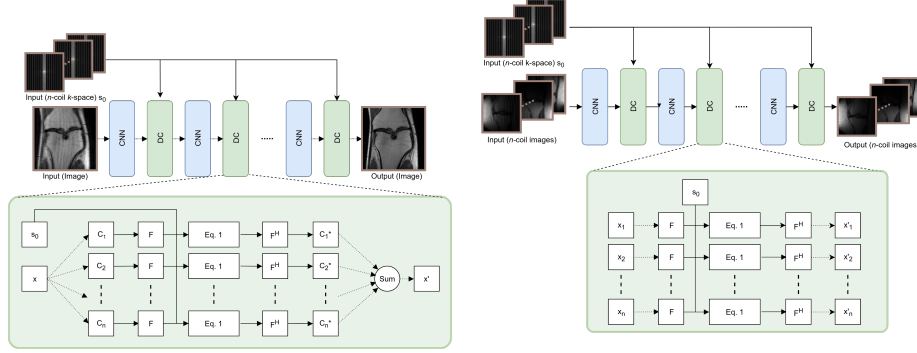 Input (n-coil k-space) s₀
CNN DC CNN DC ..... CNN DC
Input (Image)
Output (Image)
s₀
C₁ F Eq. 1 Fᴴ C₁*
x C₂ F Eq. 1 Fᴴ C₂* Sum x'
Cₙ F Eq. 1 Fᴴ Cₙ*
Input (n-coil k-space) s₀
CNN DC CNN DC ..... CNN DC
Input (n-coil images)
Output (n-coil images
s₀
x₁ F Eq. 1 Fᴴ x'₁
x₂ F Eq. 1 Fᴴ x'₂
xₙ F Eq. 1 Fᴴ x'ₙ